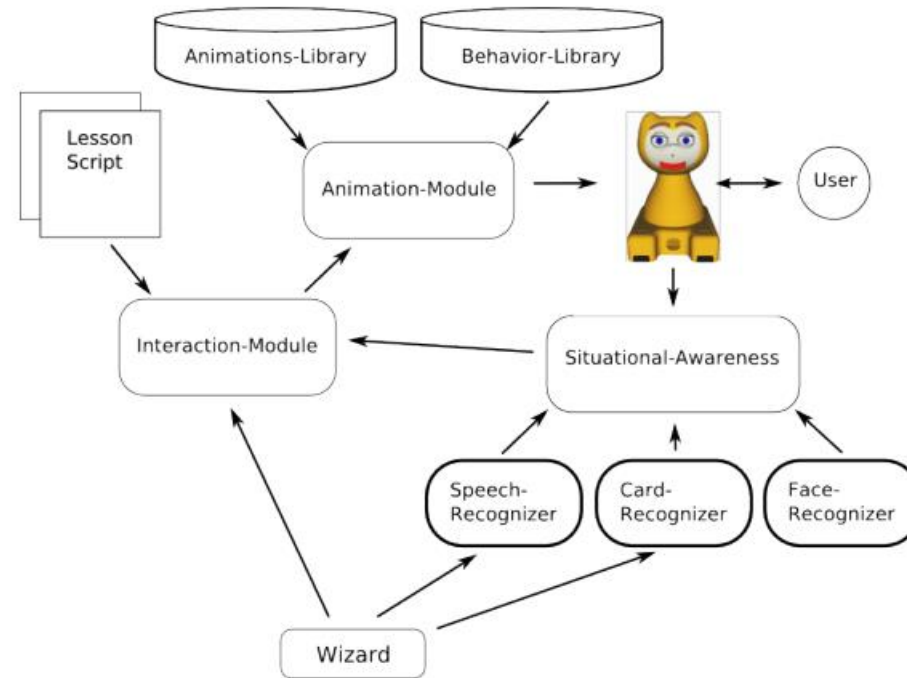 Animations-Library
Behavior-Library
Lesson
Script
Animation-Module
User
Interaction-Module
Situational-Awareness
Speech-
Recognizer
Card-
Recognizer
Face-
Recognizer
Wizard